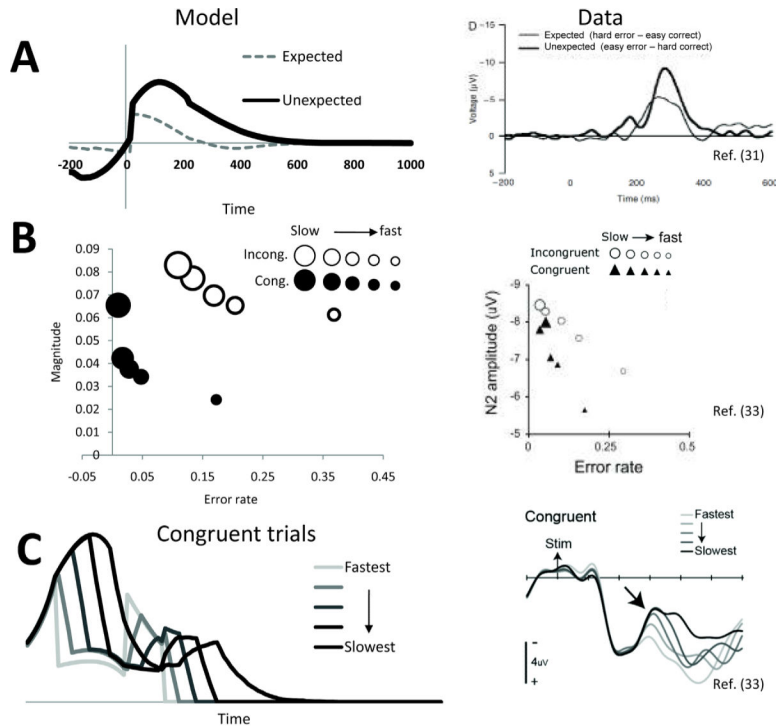 Model
Data
A
Expected
Unexpected
-200 0 200 400 600 800 1000
Time
D
-15
-10
-5
0
5
Voltage (µV)
Expected (hard error – easy correct)
Unexpected (easy error – hard correct)
Ref. (31)
-200 0 200 400 600
Time (ms)
B
Slow fast
Incong.
Cong.
0.09
0.08
0.07
0.06
0.05
0.04
0.03
0.02
0.01
0
Magnitude
-0.05 0.05 0.15 0.25 0.35 0.45
Error rate
Slow fast
Incongruent
Congruent
-9
-8
-7
-6
-5
N2 amplitude (uV)
0 0.25 0.5
Error rate
Ref. (33)
C
Congruent trials
Fastest
Slowest
Time
Congruent
Stim
Fastest
Slowest
-
4uV
+
Ref. (33)